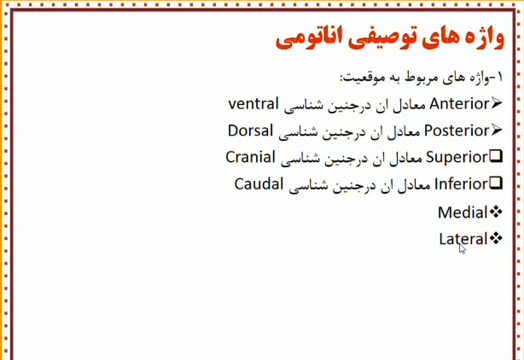 واژه های توصیفی اناتومی
۱-واژه های مربوط به موقعیت:
Anterior معادل ان درجنین شناسی ventral
Posterior معادل ان درجنین شناسی Dorsal
Superior معادل ان درجنین شناسی Cranial
Inferior معادل ان درجنین شناسی Caudal
Medial
Lateral